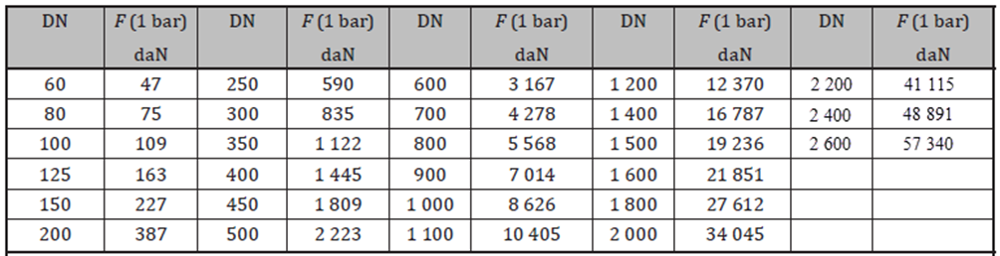 DN F (1 bar) DN F (1 bar) DN F (1 bar) DN F (1 bar) DN F (1 bar)
daN daN daN daN daN
60 47 250 590 600 3 167 1 200 12 370 2 200 41 115
80 75 300 835 700 4 278 1 400 16 787 2 400 48 891
100 109 350 1 122 800 5 568 1 500 19 236 2 600 57 340
125 163 400 1 445 900 7 014 1 600 21 851
150 227 450 1 809 1 000 8 626 1 800 27 612
200 387 500 2 223 1 100 10 405 2 000 34 045